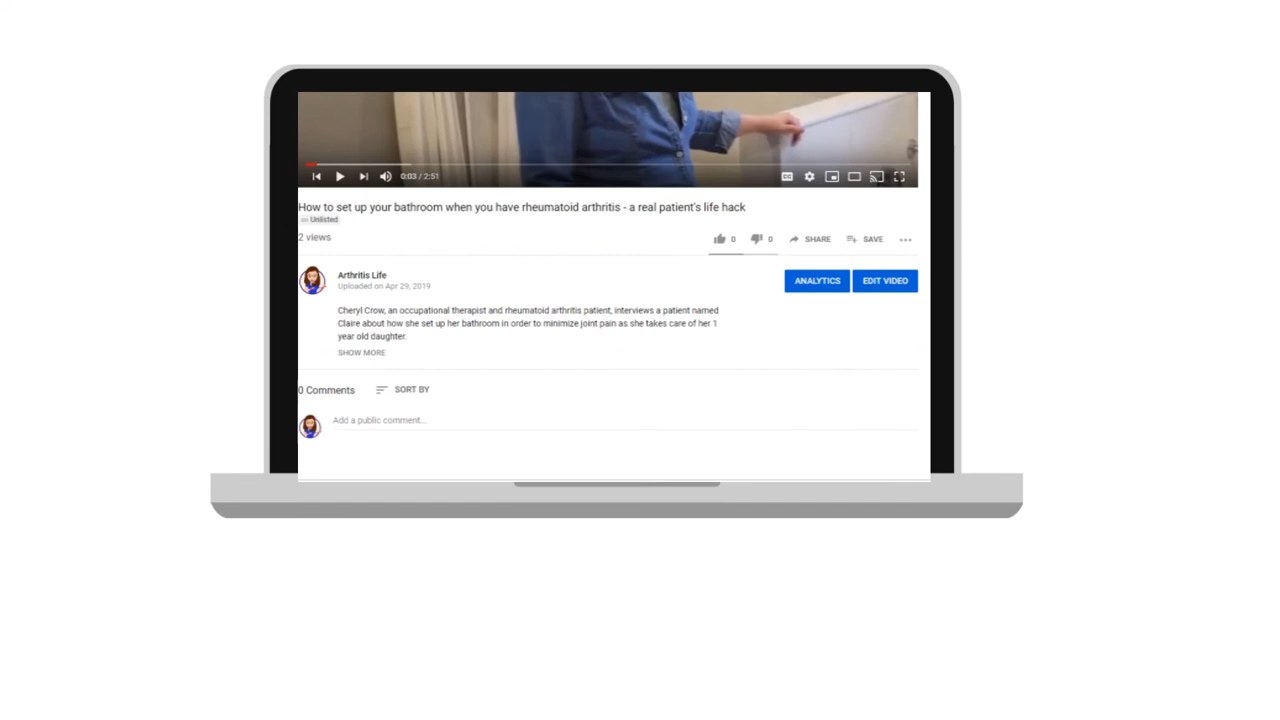 0:03 / 2:51
How to set up your bathroom when you have rheumatoid arthritis - a real patient's life hack
Unlisted
2 views
0
0
SHARE
SAVE
Arthritis Life
Uploaded on Apr 29, 2019
ANALYTICS
EDIT VIDEO
Cheryl Crow, an occupational therapist and rheumatoid arthritis patient, interviews a patient named
Claire about how she set up her bathroom in order to minimize joint pain as she takes care of her 1
year old daughter.
SHOW MORE
0 Comments
SORT BY
Add a public comment...